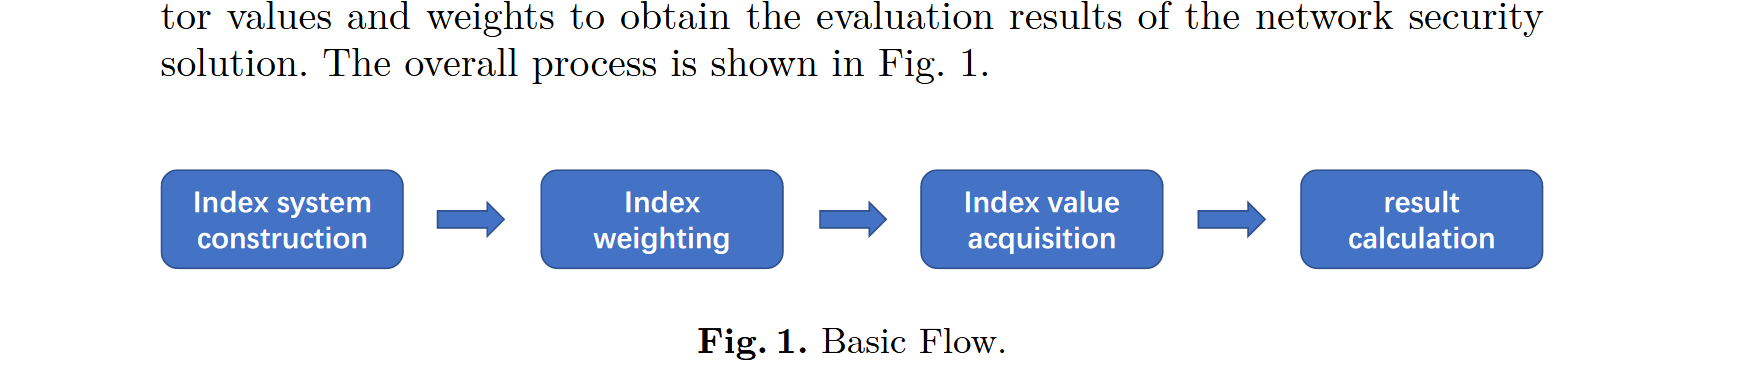 tor values and weights to obtain the evaluation results of the network security
solution. The overall process is shown in Fig. 1.
Index system
construction
Index
weighting
Index value
acquisition
result
calculation
Fig. 1. Basic Flow.